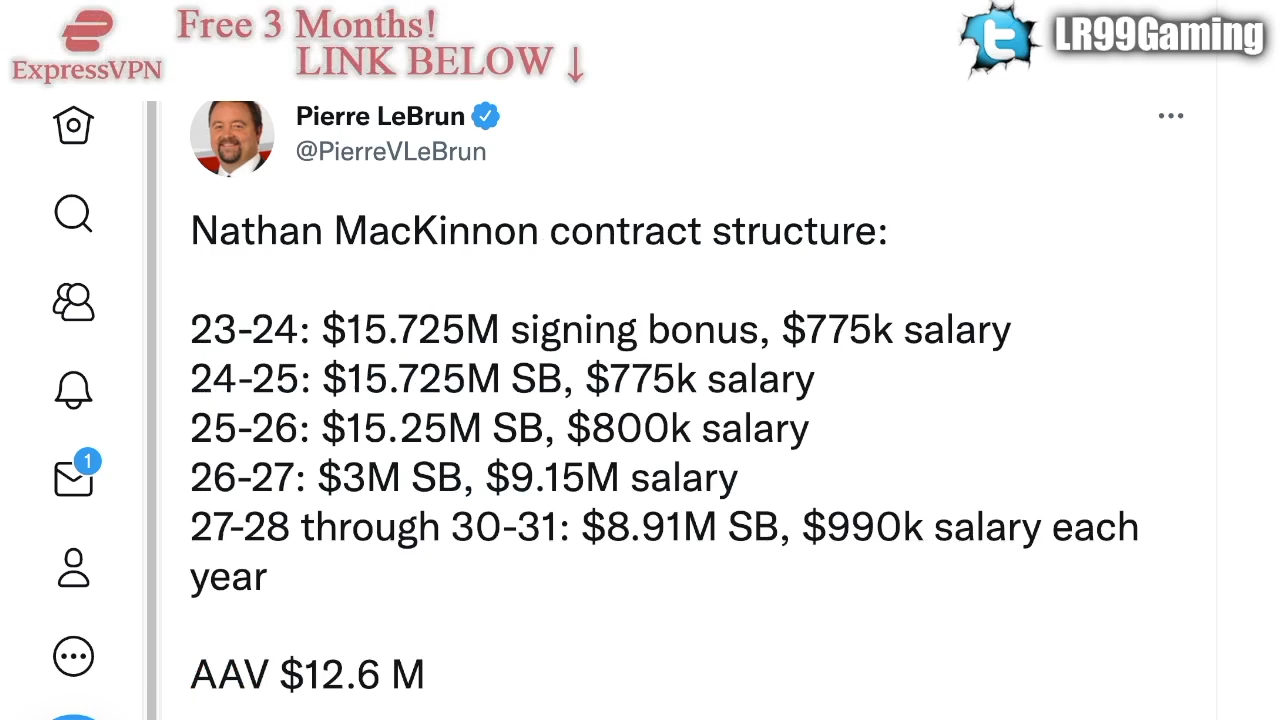 Free 3 Months!
LINK BELOW ↓
ExpressVPN
LR99Gaming
Pierre LeBrun
@PierreVLeBrun
Nathan MacKinnon contract structure:
23-24: $15.725M signing bonus, $775k salary
24-25: $15.725M SB, $775k salary
25-26: $15.25M SB, $800k salary
26-27: $3M SB, $9.15M salary
27-28 through 30-31: $8.91M SB, $990k salary each
year
AAV $12.6 M
1